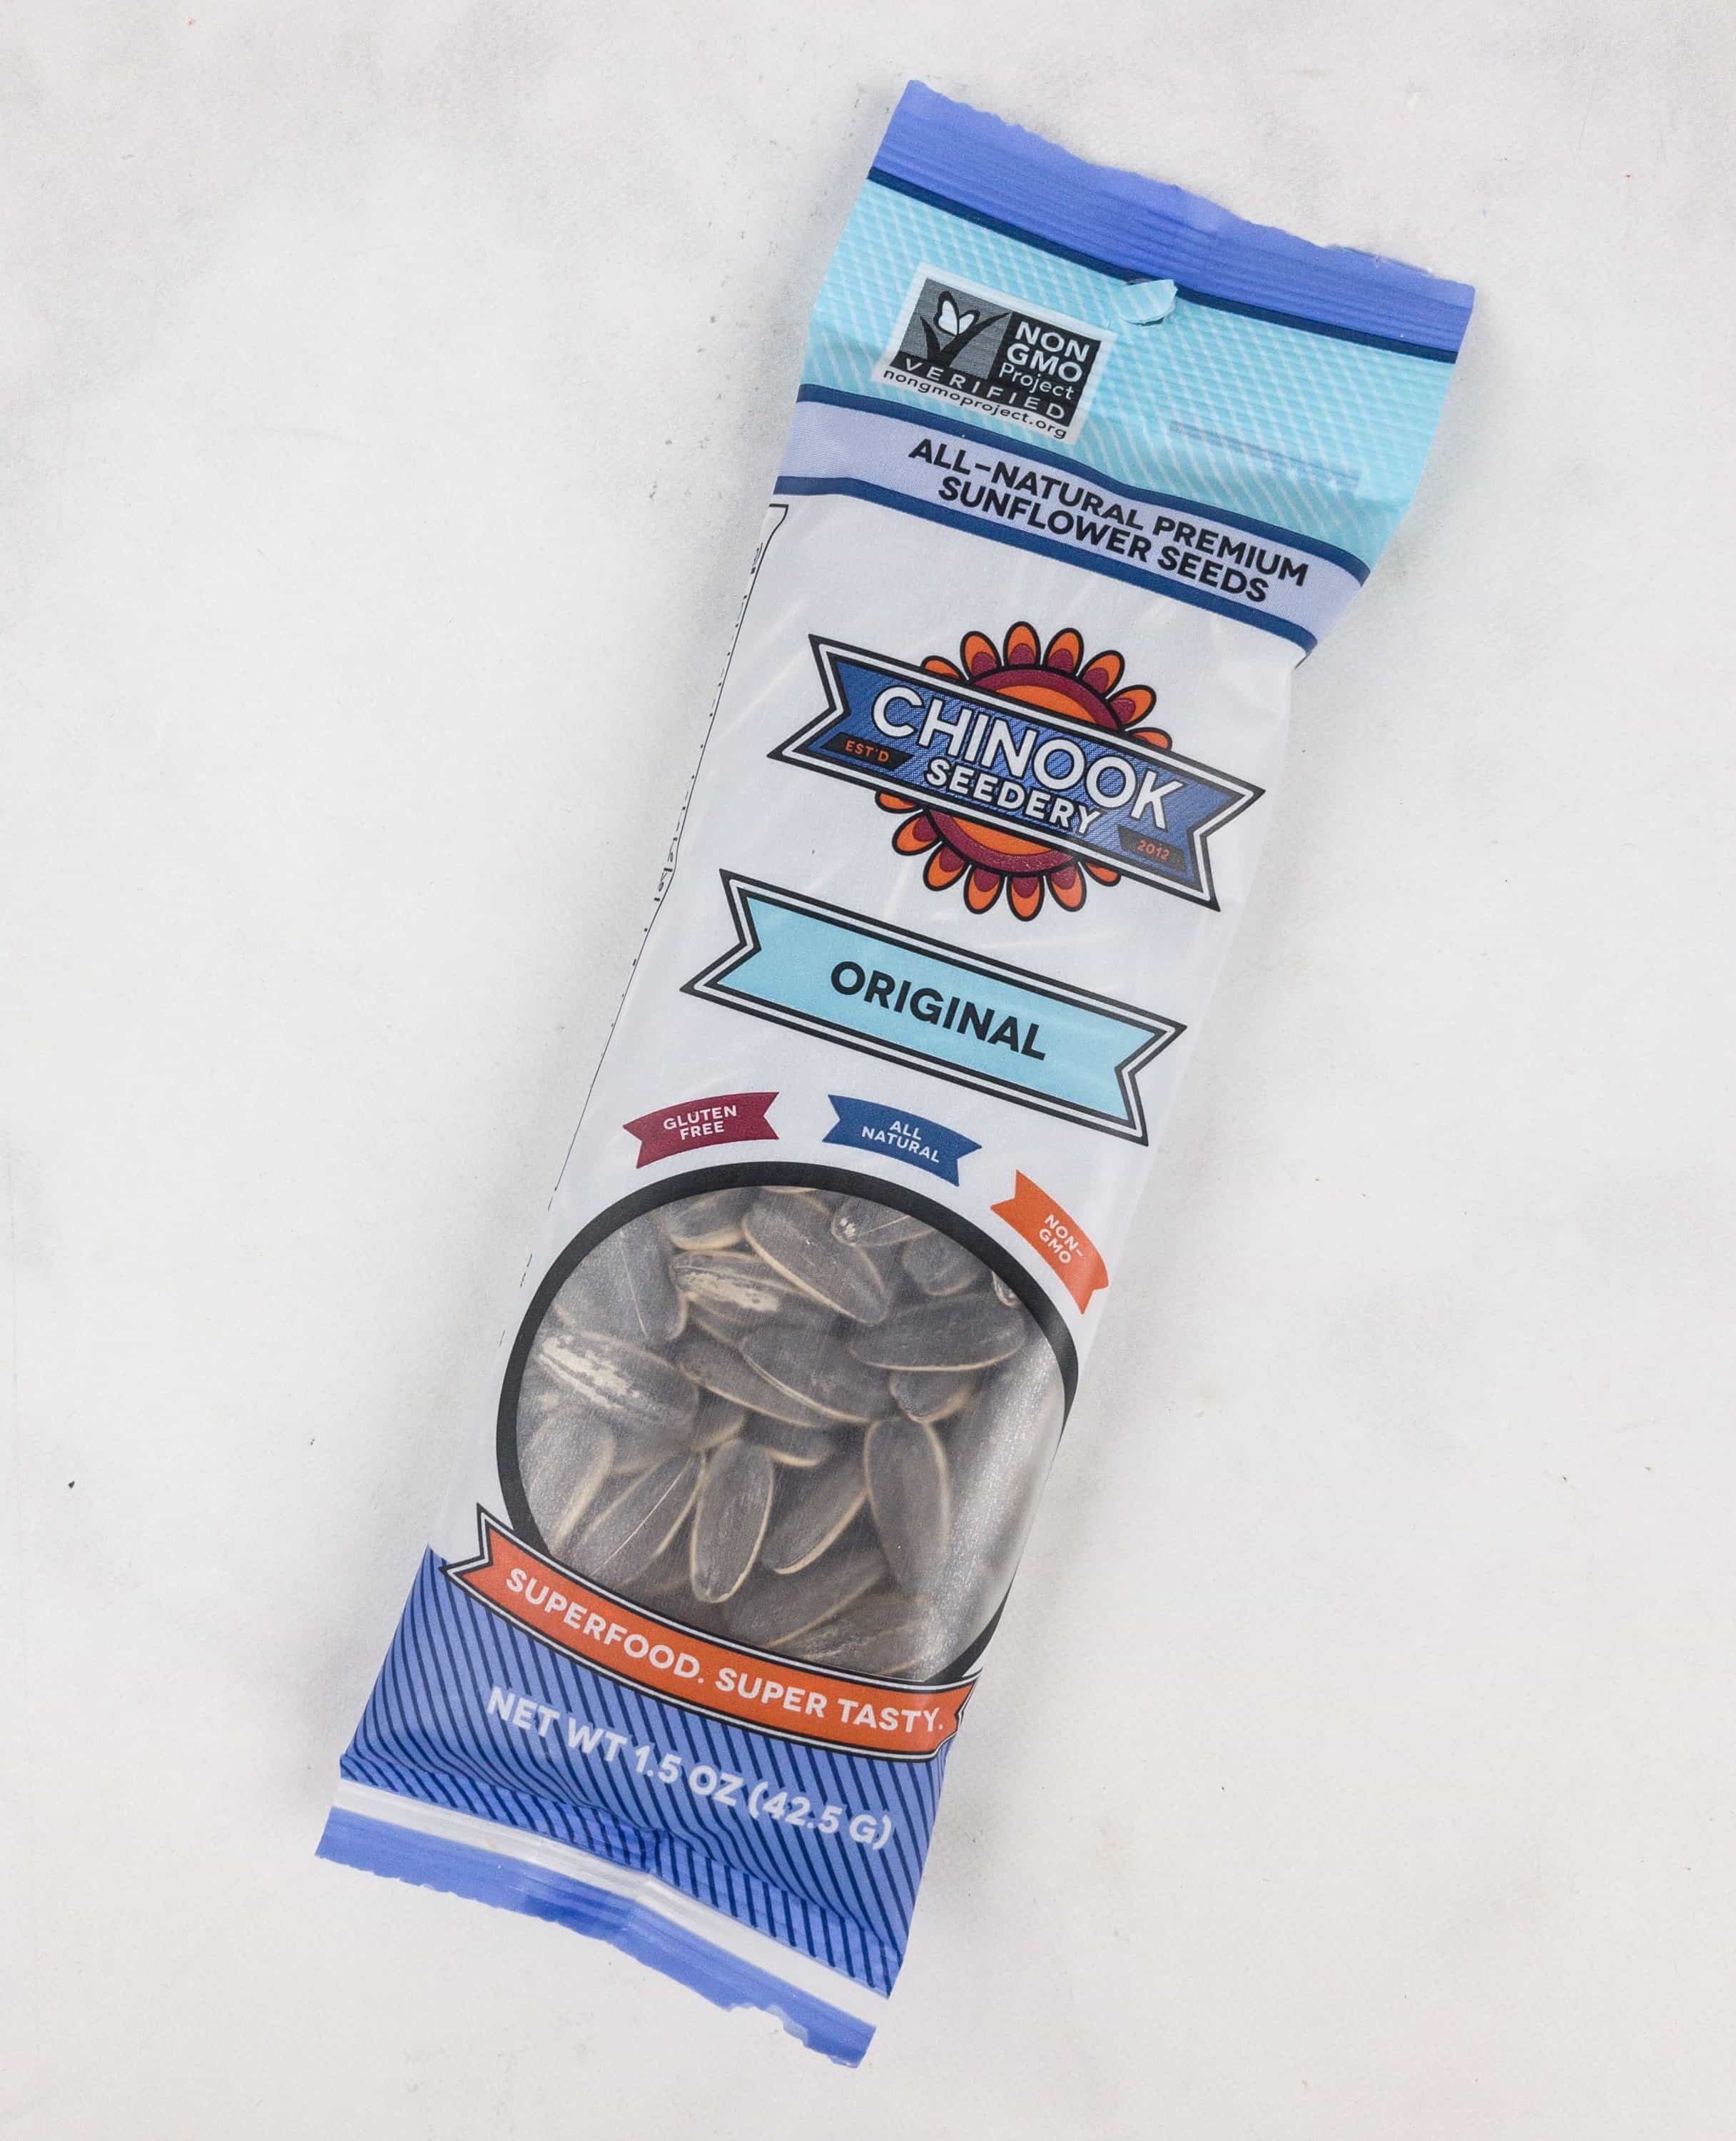 NON
GMO
Project
VERIFIED
nongmoproject.org
ALL-NATURAL PREMIUM
SUNFLOWER SEEDS
CHINOOK
EST'D
SEEDERY
2012
ORIGINAL
GLUTEN
FREE
ALL
NATURAL
NON-
GMO
SUPERFOOD. SUPER TASTY.
NET WT 1.5 OZ (42.5 G)